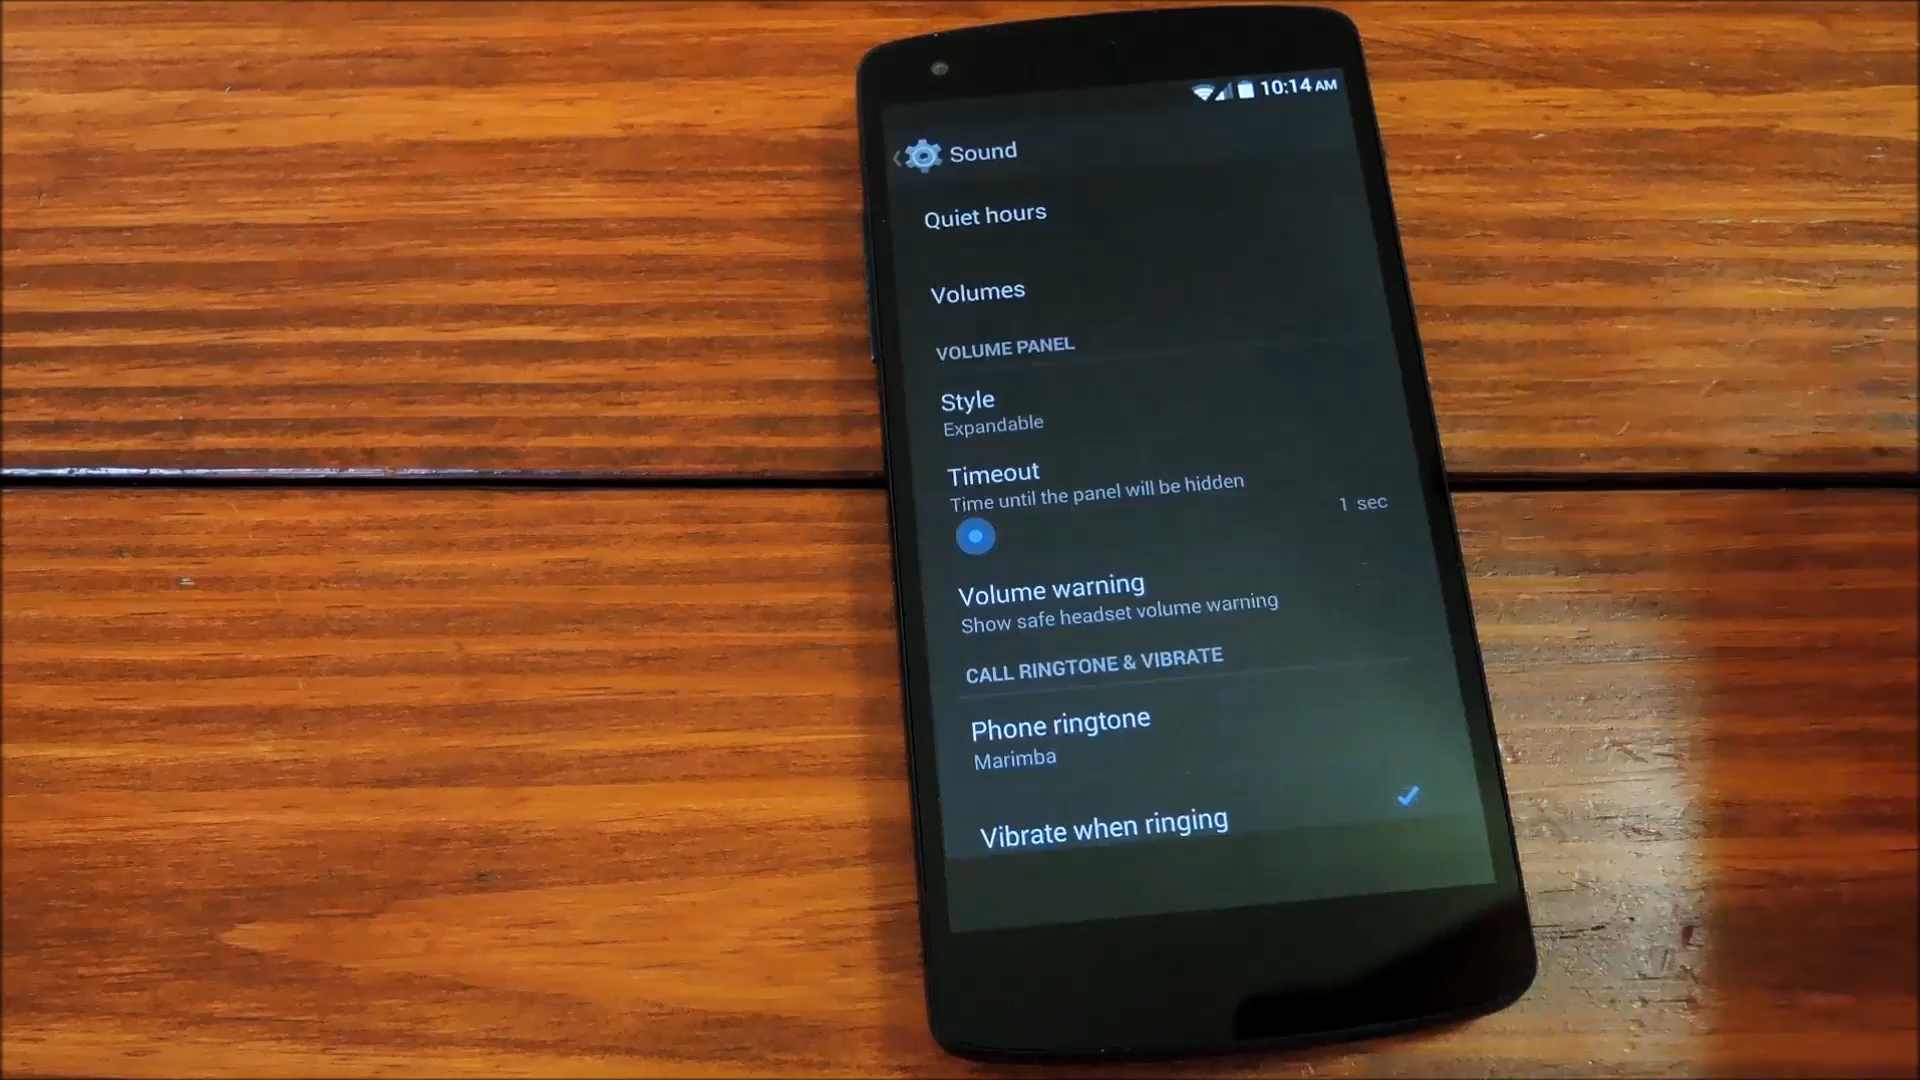 10:14 AM
Sound
Quiet hours
Volumes
VOLUME PANEL
Style
Expandable
Timeout
Time until the panel will be hidden
1 sec
Volume warning
Show safe headset volume warning
CALL RINGTONE & VIBRATE
Phone ringtone
Marimba
Vibrate when ringing